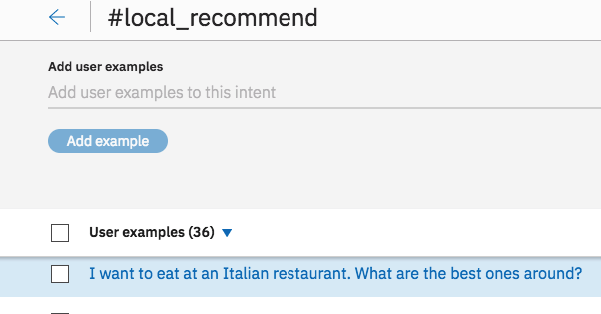 #local_recommend
Add user examples
Add user examples to this intent
Add example
User examples (36)
I want to eat at an Italian restaurant. What are the best ones around?